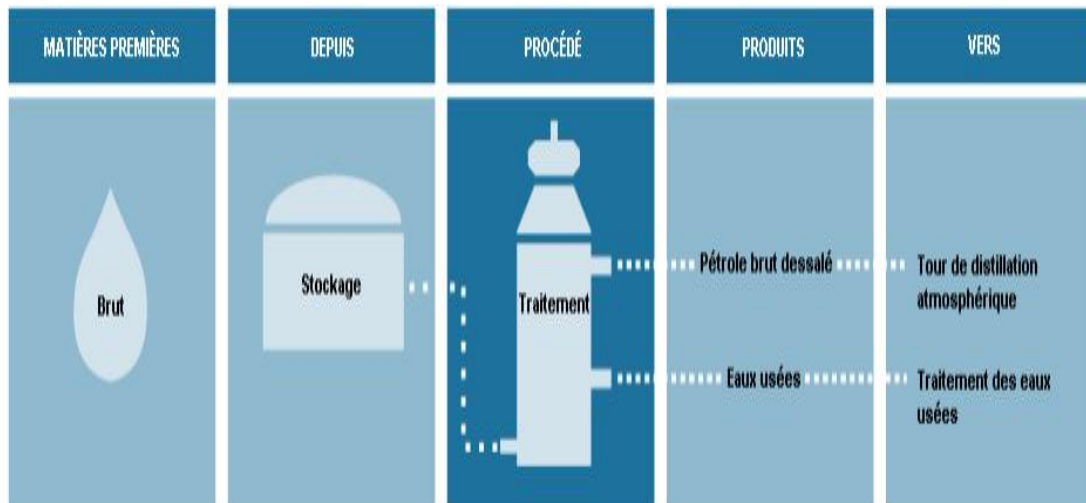 MATIÈRES PREMIÈRES
DEPUIS
PROCÉDÉ
PRODUITS
VERS
Brut
Stockage
Traitement
Pétrole brut dessalé
Tour de distillation
atmosphérique
Eaux usées
Traitement des eaux
usées